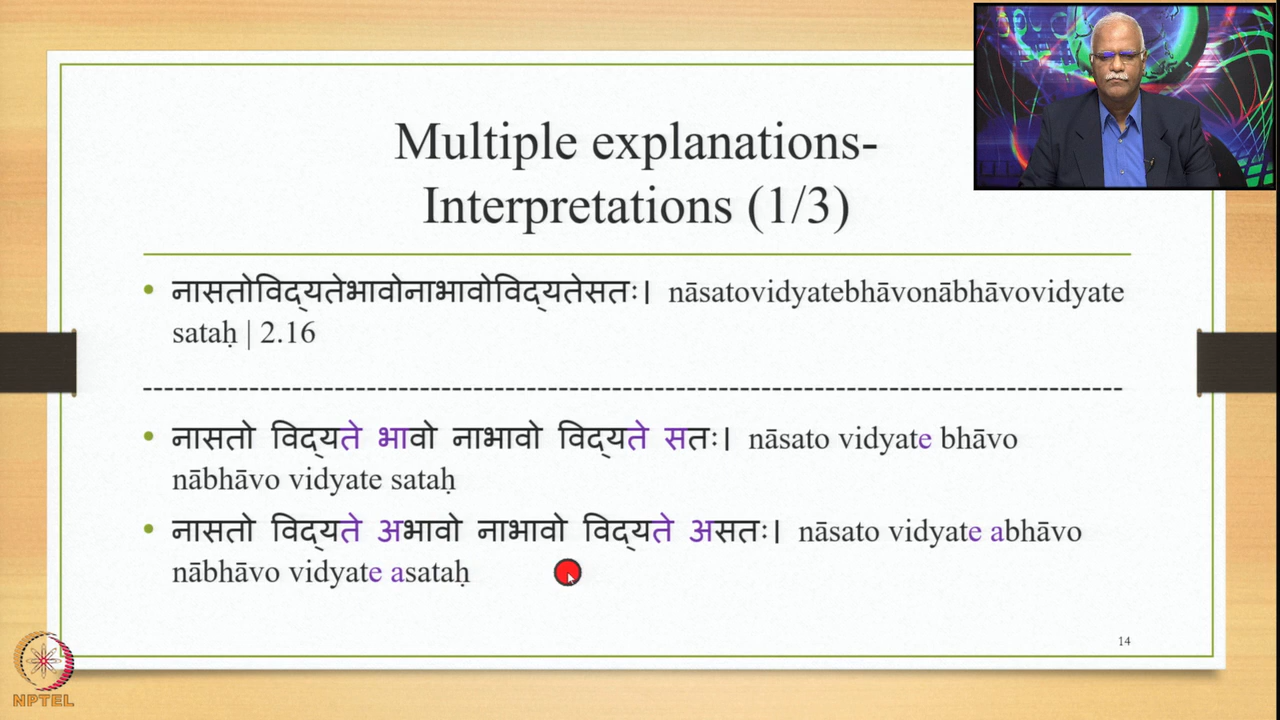 Multiple explanations-
Interpretations (1/3)
• नासतोविद्यतेभावोनाभावोविद्यतेसतः। nāsatovidyatebhāvonābhāvovidyate
sataḥ | 2.16
----------------------------------------------------------------------------------------------------
• नासतो विद्यते भावो नाभावो विद्यते सतः। nāsato vidyate bhāvo
nābhāvo vidyate sataḥ
• नासतो विद्यते अभावो नाभावो विद्यते असतः। nāsato vidyate abhāvo
nābhāvo vidyate asataḥ
14
NPTEL